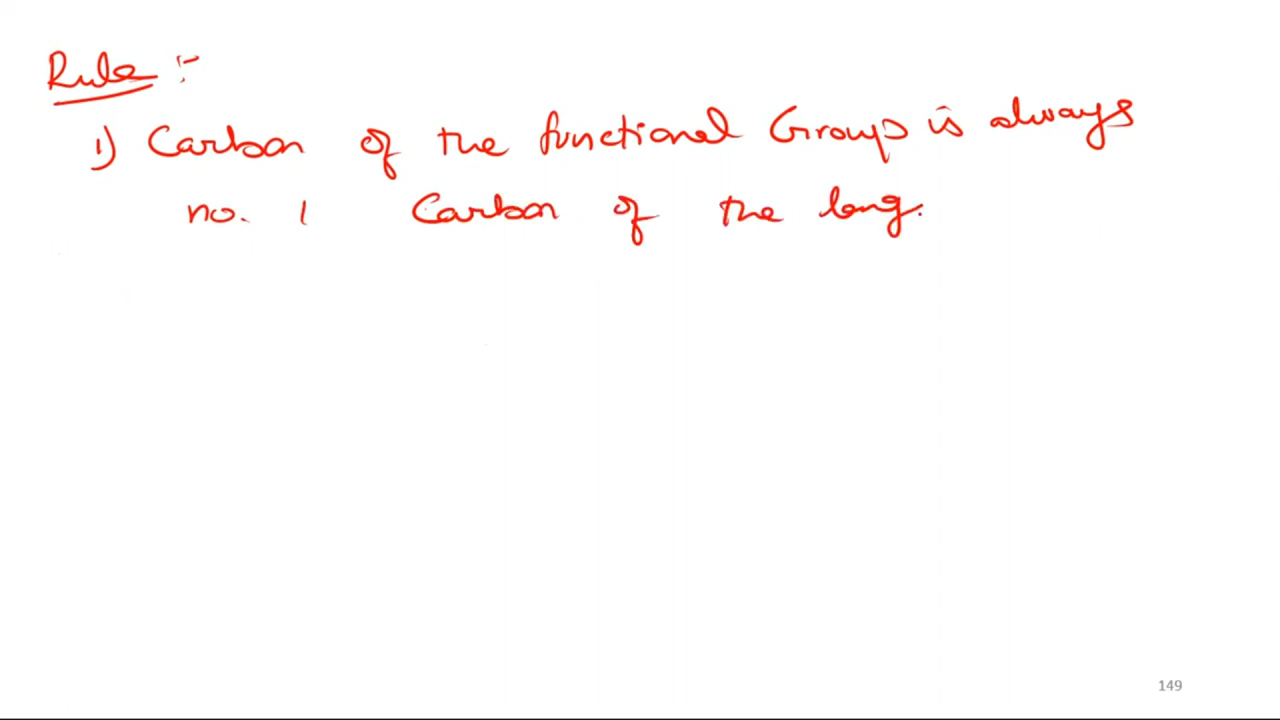 Rule :-
1) Carbon of the functional Group is always
no. 1 Carbon of the long.
149